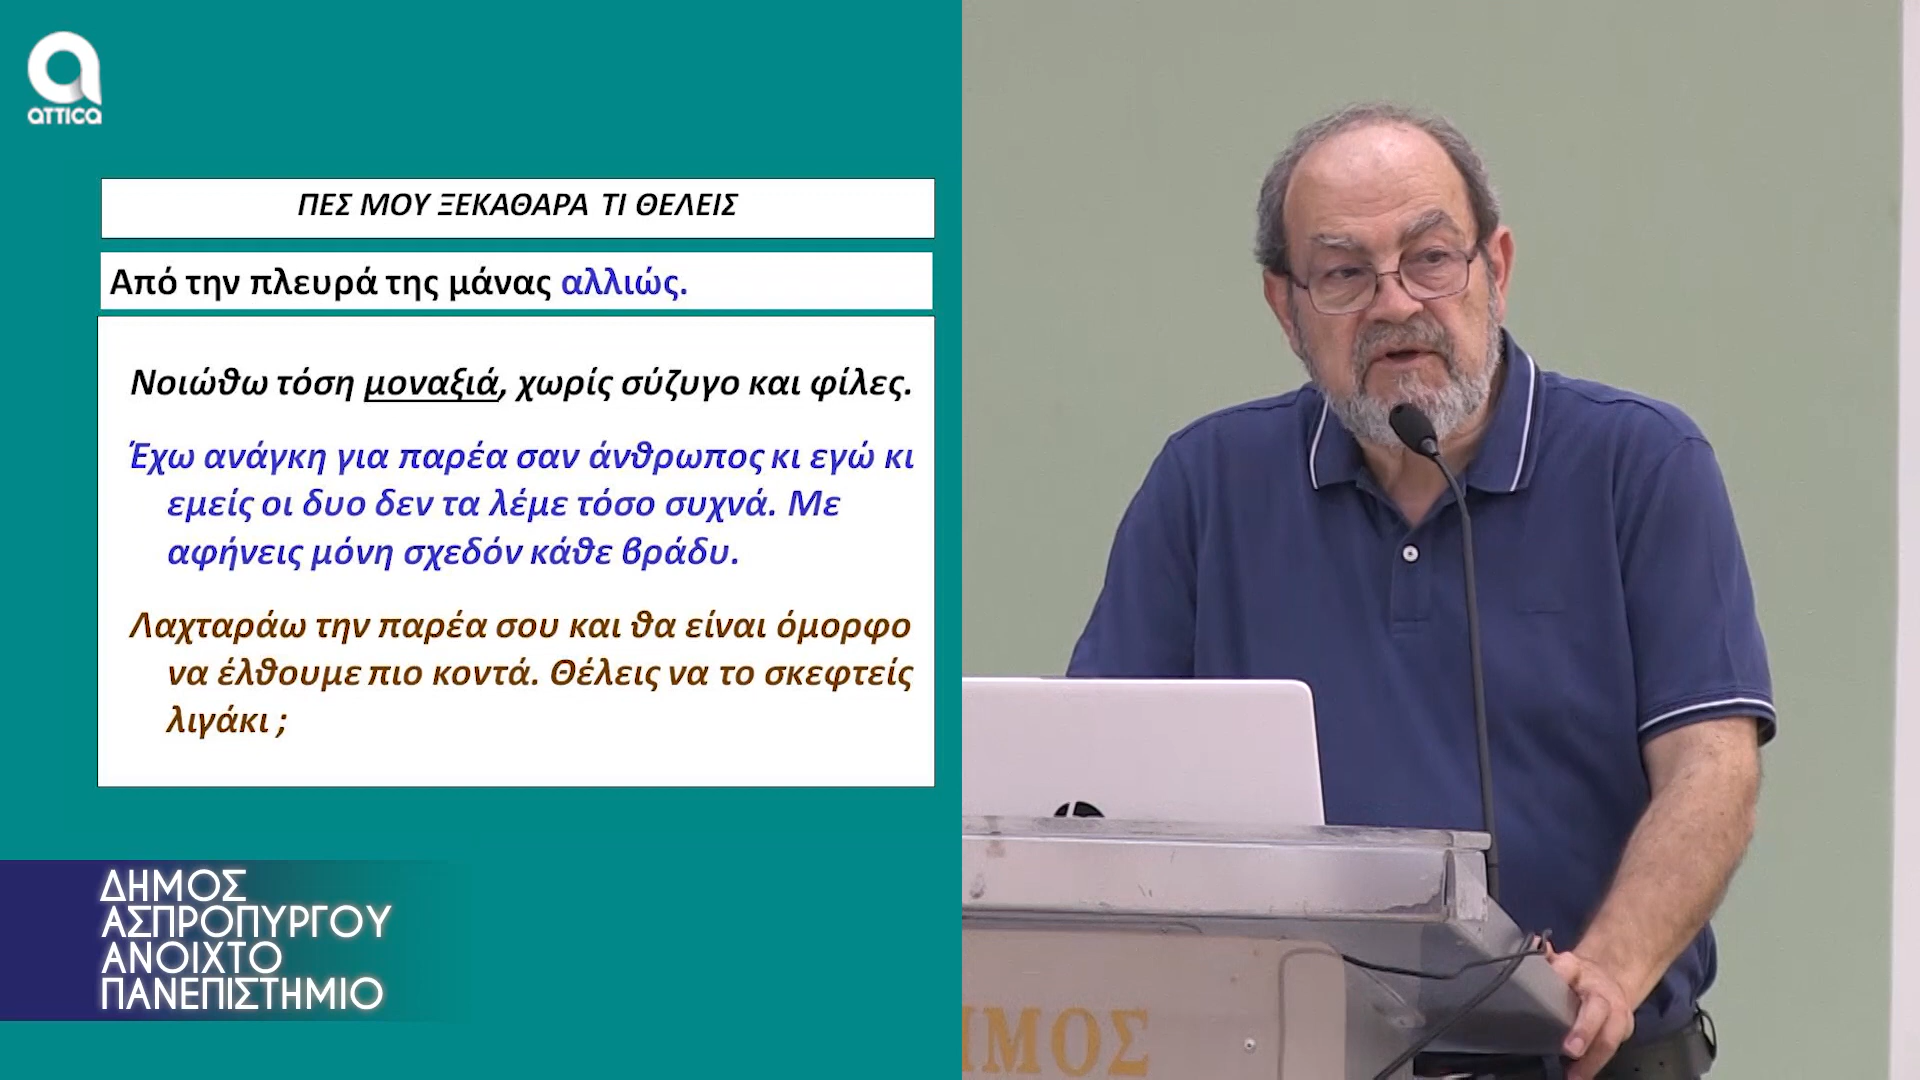 αττica
ΠΕΣ ΜΟΥ ΞΕΚΑΘΑΡΑ ΤΙ ΘΕΛΕΙΣ
Από την πλευρά της μάνας αλλιώς.
Νοιώθω τόση μοναξιά, χωρίς σύζυγο και φίλες.
Έχω ανάγκη για παρέα σαν άνθρωπος κι εγώ κι
εμείς οι δυο δεν τα λέμε τόσο συχνά. Με
αφήνεις μόνη σχεδόν κάθε βράδυ.
Λαχταράω την παρέα σου και θα είναι όμορφο
να έλθουμε πιο κοντά. Θέλεις να το σκεφτείς
λιγάκι ;
ΔΗΜΟΣ
ΑΣΠΡΟΠΥΡΓΟΥ
ΑΝΟΙΧΤΟ
ΠΑΝΕΠΙΣΤΗΜΙΟ
ΗΜΟΣ